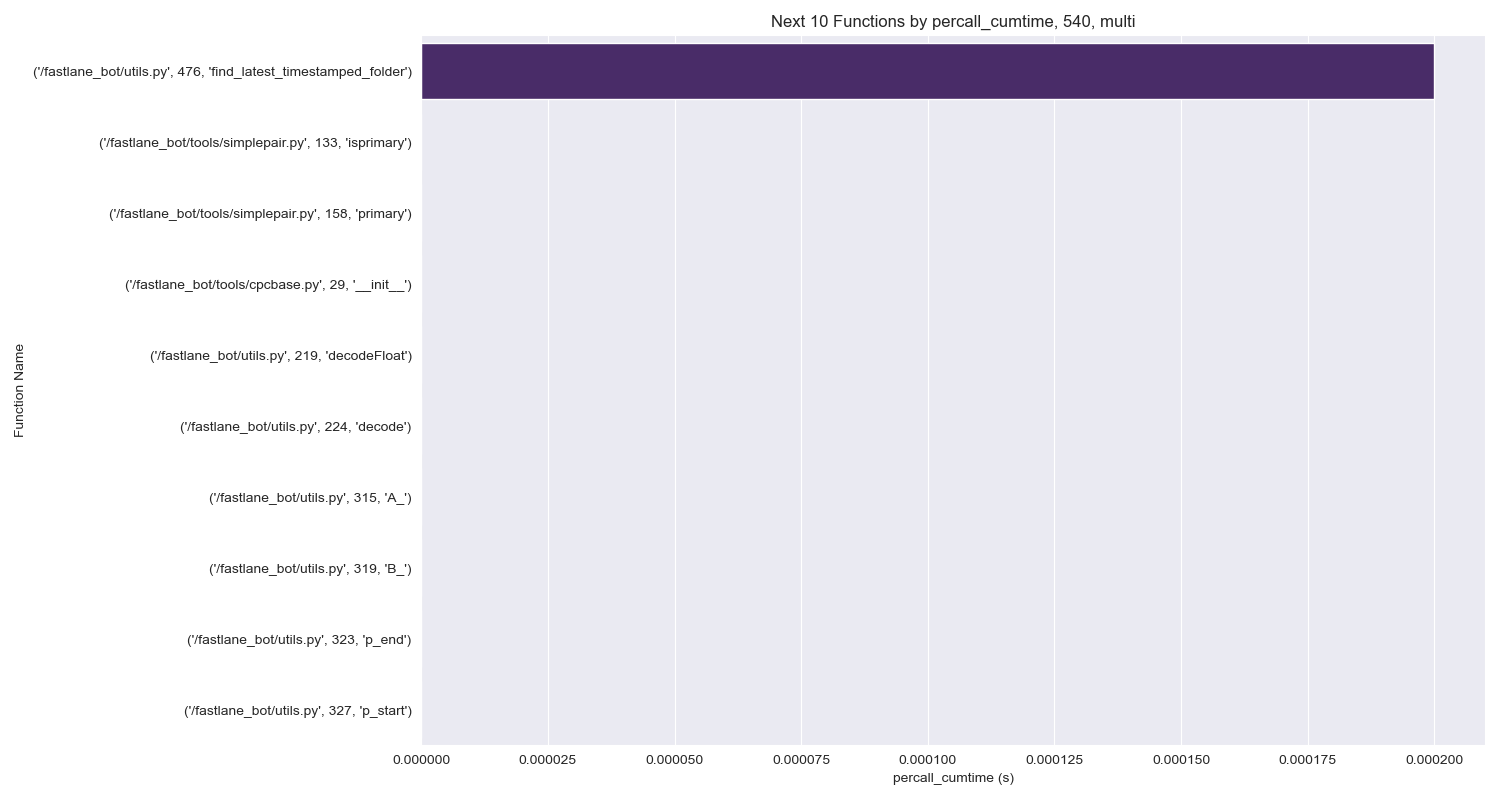 Next 10 Functions by percall_cumtime, 540, multi
Function Name
('/fastlane_bot/utils.py', 476, 'find_latest_timestamped_folder')
('/fastlane_bot/tools/simplepair.py', 133, 'isprimary')
('/fastlane_bot/tools/simplepair.py', 158, 'primary')
('/fastlane_bot/tools/cpcbase.py', 29, '__init__')
('/fastlane_bot/utils.py', 219, 'decodeFloat')
('/fastlane_bot/utils.py', 224, 'decode')
('/fastlane_bot/utils.py', 315, 'A_')
('/fastlane_bot/utils.py', 319, 'B_')
('/fastlane_bot/utils.py', 323, 'p_end')
('/fastlane_bot/utils.py', 327, 'p_start')
0.000000 0.000025 0.000050 0.000075 0.000100 0.000125 0.000150 0.000175 0.000200
percall_cumtime (s)